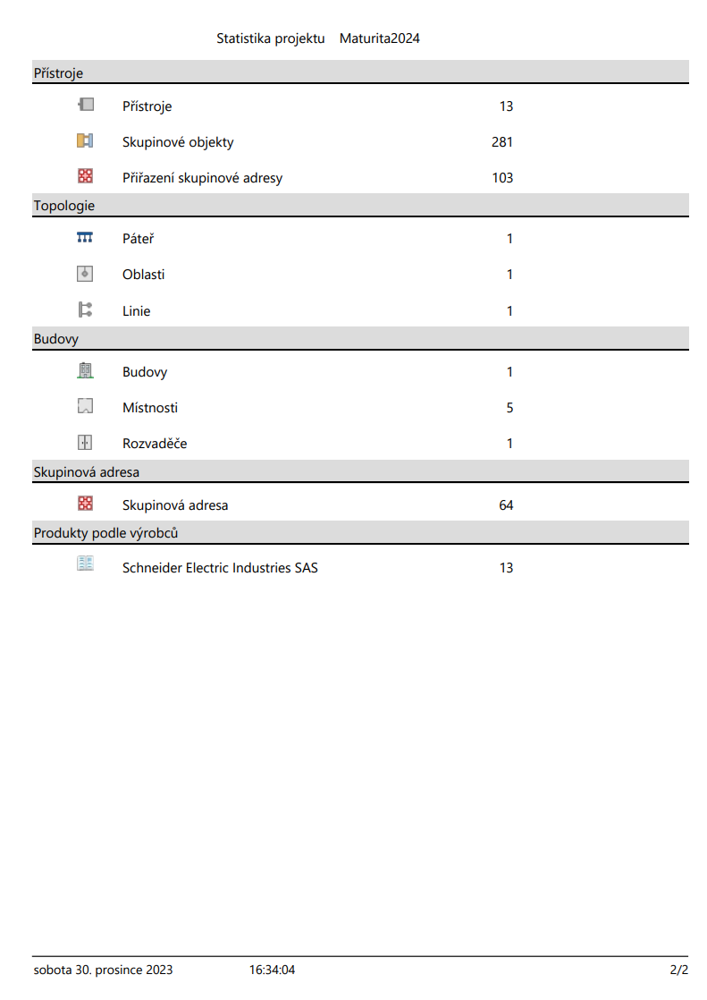 Statistika projektu Maturita2024
Přístroje
Přístroje 13
Skupinové objekty 281
Přiřazení skupinové adresy 103
Topologie
Páteř 1
Oblasti 1
Linie 1
Budovy
Budovy 1
Místnosti 5
Rozvaděče 1
Skupinová adresa
Skupinová adresa 64
Produkty podle výrobců
Schneider Electric Industries SAS 13
sobota 30. prosince 2023 16:34:04 2/2